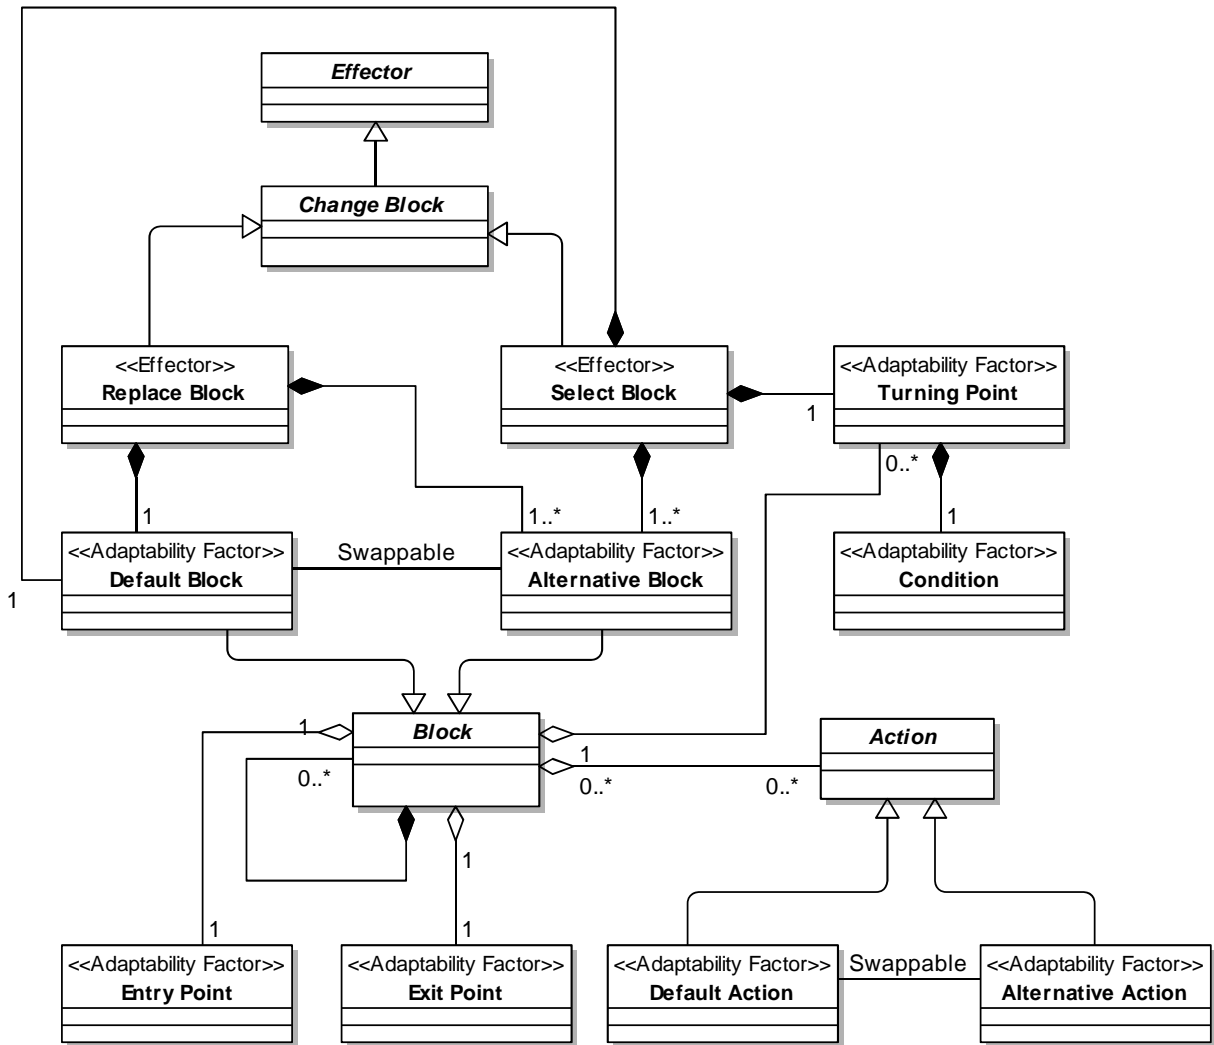 Effector
Change Block
<<Effector>>
Replace Block
<<Effector>>
Select Block
<<Adaptability Factor>>
Turning Point
1
0..*
1
1..*
1..*
1
<<Adaptability Factor>>
Default Block
Swappable
<<Adaptability Factor>>
Alternative Block
<<Adaptability Factor>>
Condition
1
1
Block
1
Action
0..*
0..*
0..*
1
1
1
<<Adaptability Factor>>
Entry Point
<<Adaptability Factor>>
Exit Point
<<Adaptability Factor>>
Default Action
Swappable
<<Adaptability Factor>>
Alternative Action